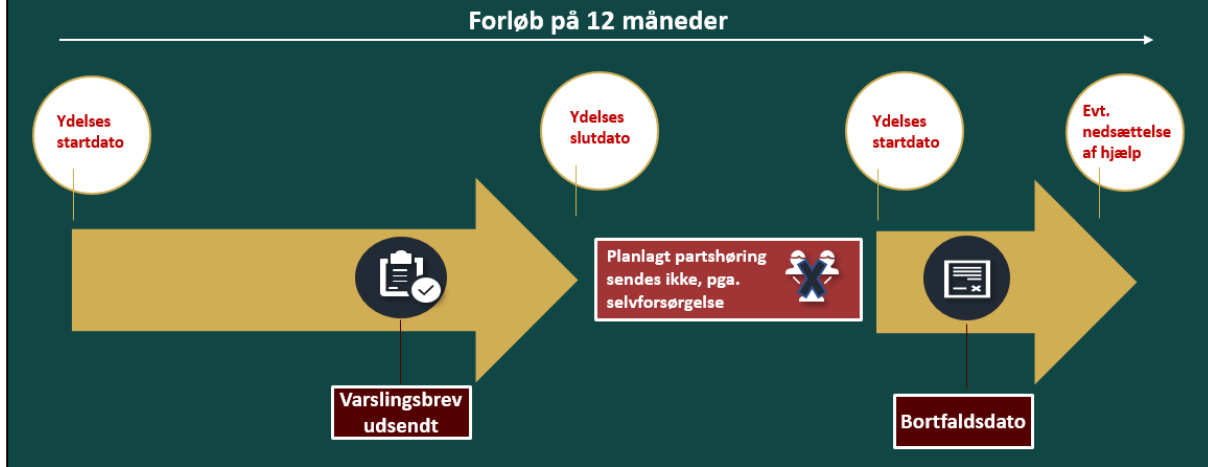 Forløb på 12 måneder
Ydelses
startdato
Ydelses
slutdato
Ydelses
startdato
Evt.
nedsættelse
af hjælp
Planlagt partshøring
sendes ikke, pga.
selvforsørgelse
Varslingsbrev
udsendt
Bortfaldsdato